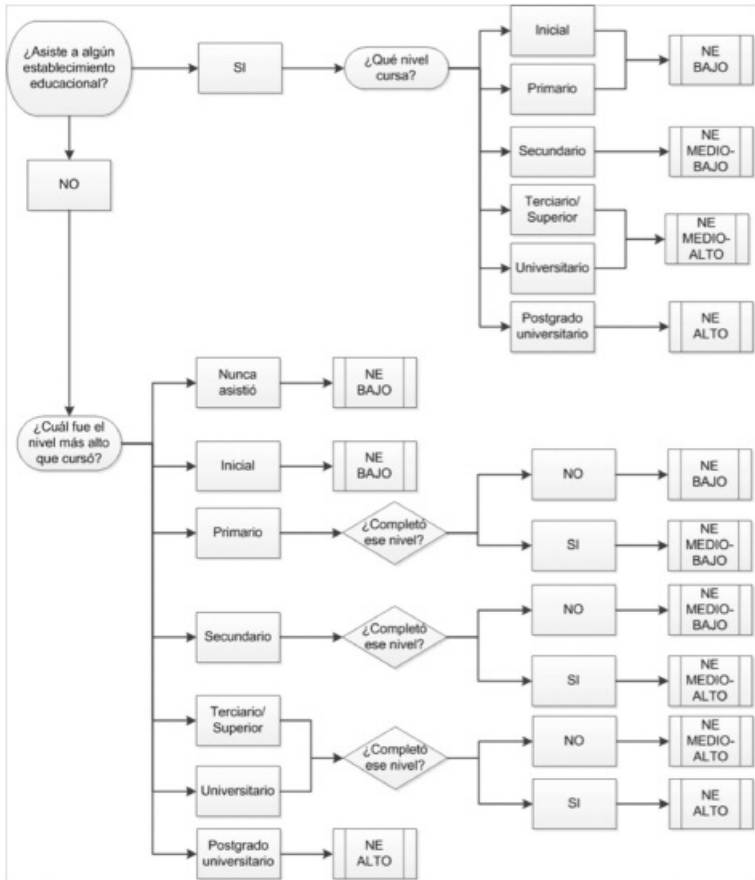 ¿Asiste a algún
establecimiento
educacional?
SI
¿Qué nivel
cursa?
Inicial
Primario
NE
BAJO
Secundario
NE
MEDIO-
BAJO
Terciario/
Superior
Universitario
NE
MEDIO-
ALTO
Postgrado
universitario
NE
ALTO
NO
¿Cuál fue el
nivel más alto
que cursó?
Nunca
asistió
NE
BAJO
Inicial
NE
BAJO
Primario
¿Completó
ese nivel?
NO
NE
BAJO
SI
NE
MEDIO-
BAJO
Secundario
¿Completó
ese nivel?
NO
NE
MEDIO-
BAJO
SI
NE
MEDIO-
ALTO
Terciario/
Superior
Universitario
¿Completó
ese nivel?
NO
NE
MEDIO-
ALTO
SI
NE
ALTO
Postgrado
universitario
NE
ALTO